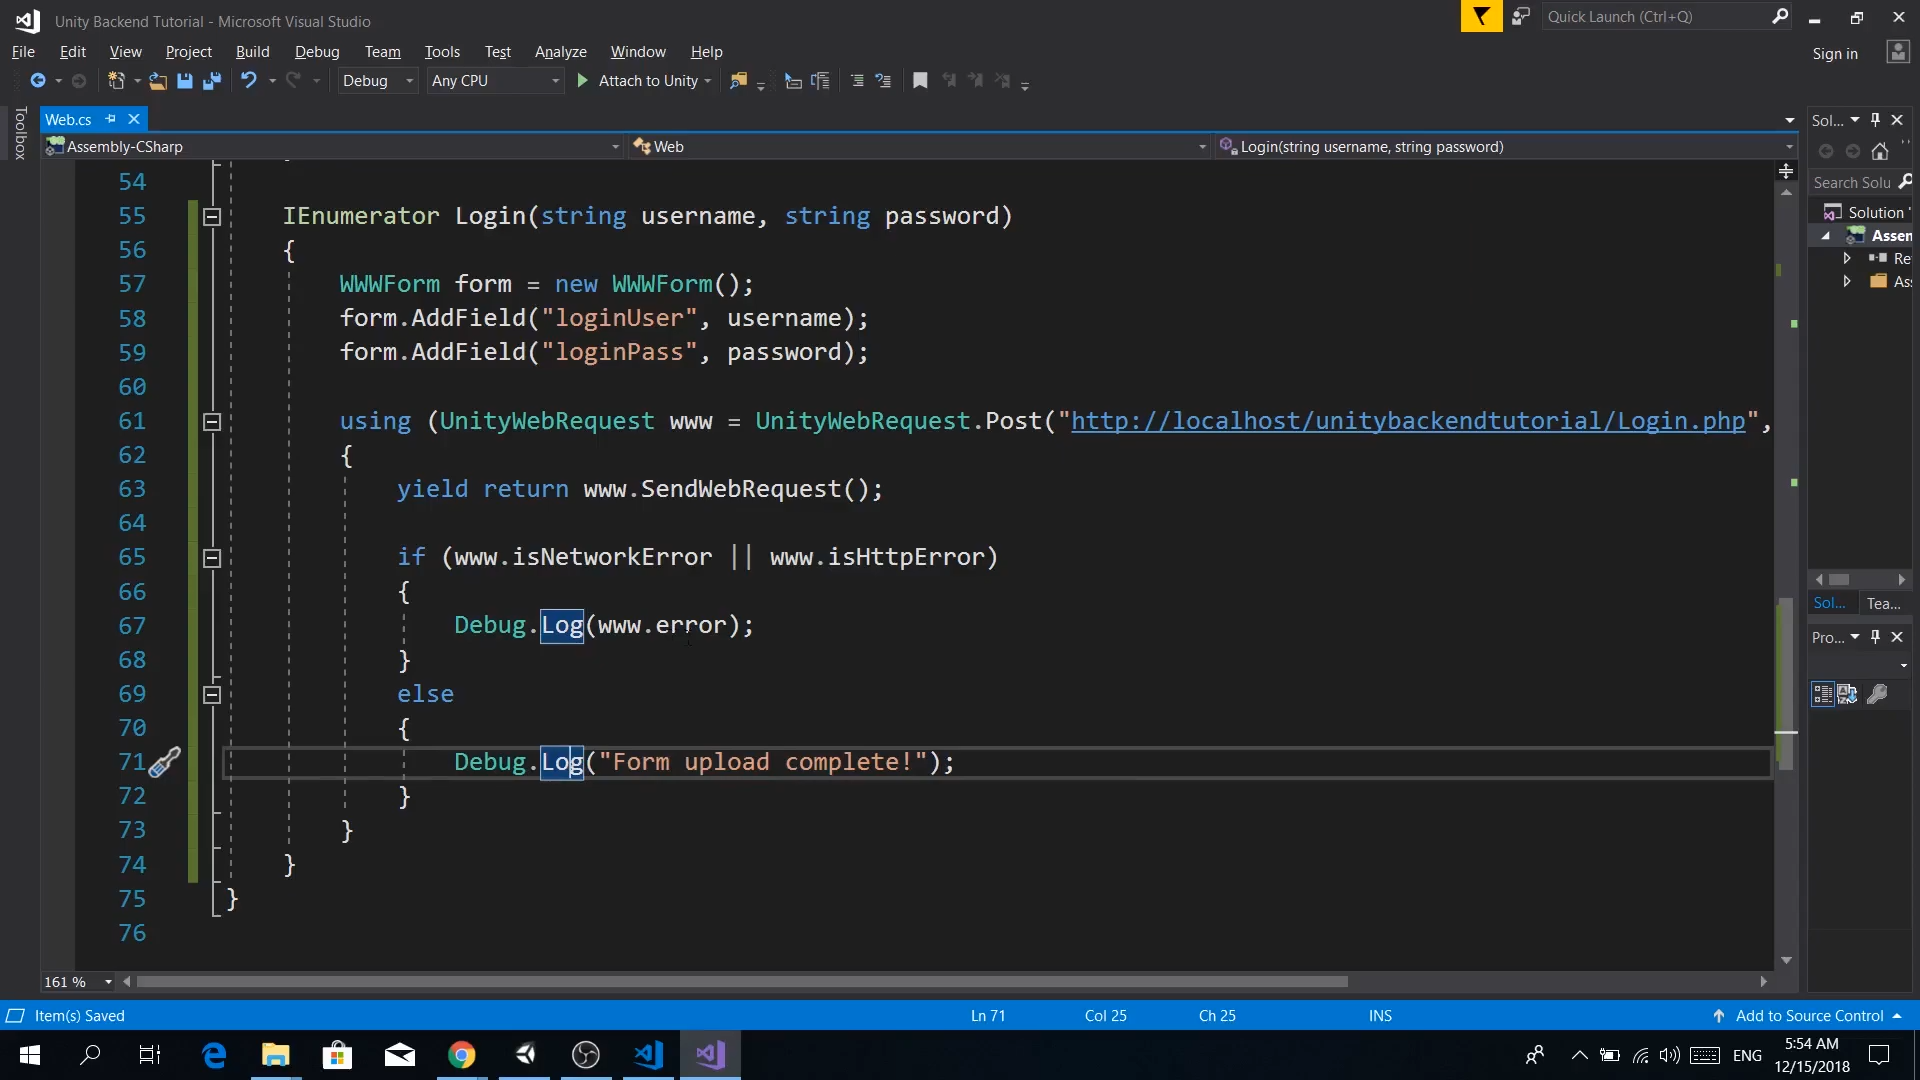 Unity Backend Tutorial - Microsoft Visual Studio
Quick Launch (Ctrl+Q)
File Edit View Project Build Debug Team Tools Test Analyze Window Help
Sign in
Debug Any CPU Attach to Unity
Toolbox
Web.cs
Sol...
Assembly-CSharp Web Login(string username, string password)
Search Solu
Solution '
Assen
Re
Ass
54
55 IEnumerator Login(string username, string password)
56 {
57 WWWForm form = new WWWForm();
58 form.AddField("loginUser", username);
59 form.AddField("loginPass", password);
60
61 using (UnityWebRequest www = UnityWebRequest.Post("http://localhost/unitybackendtutorial/Login.php",
62 {
63 yield return www.SendWebRequest();
64
65 if (www.isNetworkError || www.isHttpError)
66 {
67 Debug.Log(www.error);
68 }
69 else
70 {
71 Debug.Log("Form upload complete!");
72 }
73 }
74 }
75 }
76
Sol... Tea...
Pro...
161 %
Item(s) Saved Ln 71 Col 25 Ch 25 INS Add to Source Control
ENG
5:54 AM
12/15/2018